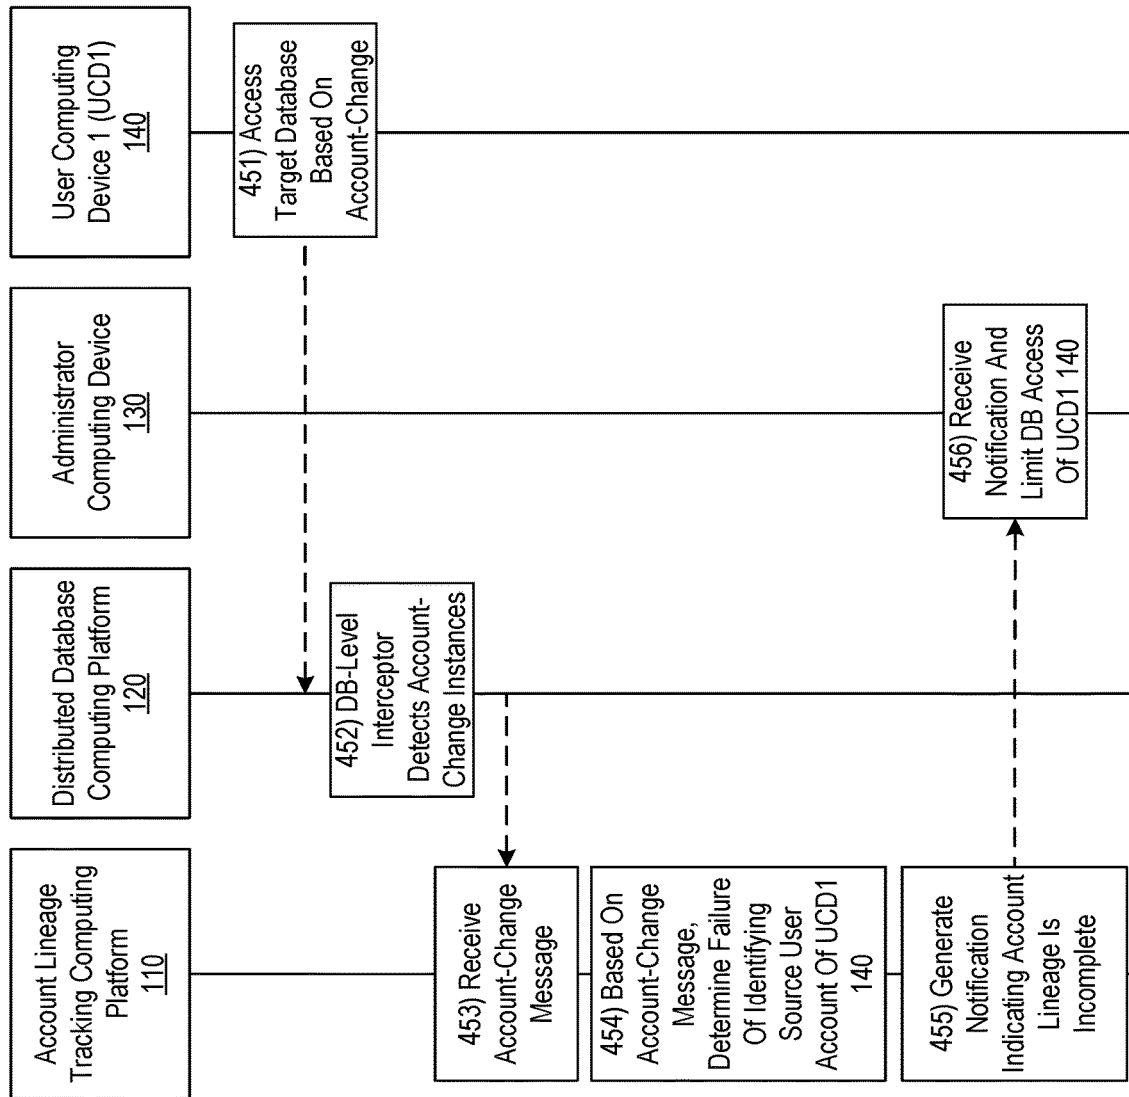 Account Lineage
Tracking Computing
Platform
110
Distributed Database
Computing Platform
120
Administrator
Computing Device
130
User Computing
Device 1 (UCD1)
140
451) Access
Target Database
Based On
Account-Change
452) DB-Level
Interceptor
Detects Account-
Change Instances
453) Receive
Account-Change
Message
454) Based On
Account-Change
Message,
Determine Failure
Of Identifying
Source User
Account Of UCD1
140
455) Generate
Notification
Indicating Account
Lineage Is
Incomplete
456) Receive
Notification And
Limit DB Access
Of UCD1 140